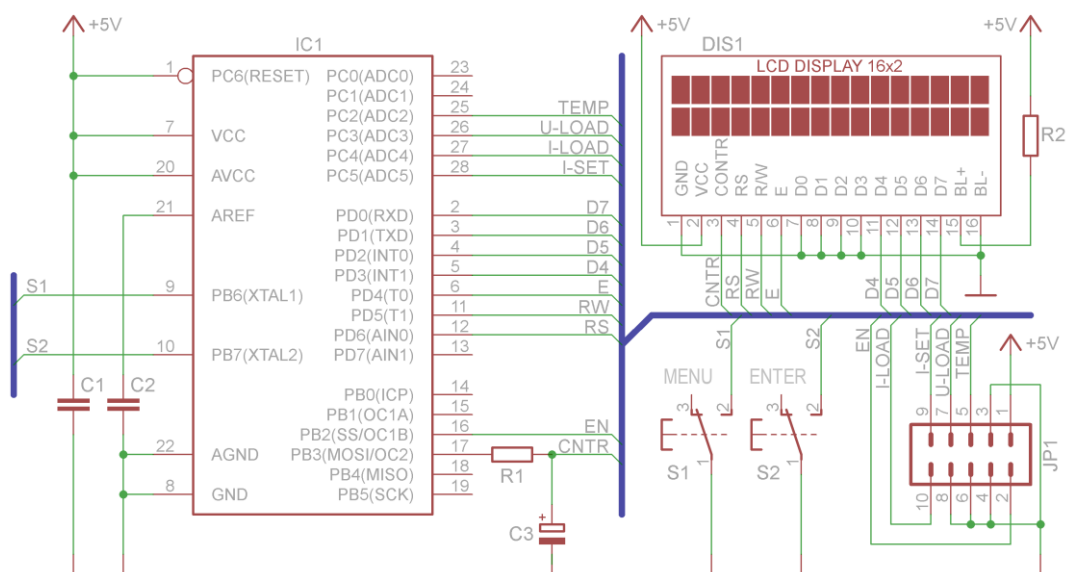 +5V
IC1
1 PC6(RESET)
7 VCC
20 AVCC
21 AREF
9 PB6(XTAL1)
10 PB7(XTAL2)
22 AGND
8 GND
PC0(ADC0) 23
PC1(ADC1) 24
PC2(ADC2) 25 TEMP
PC3(ADC3) 26 U-LOAD
PC4(ADC4) 27 I-LOAD
PC5(ADC5) 28 I-SET
PD0(RXD) 2 D7
PD1(TXD) 3 D6
PD2(INT0) 4 D5
PD3(INT1) 5 D4
PD4(T0) 6 E
PD5(T1) 11 RW
PD6(AIN0) 12 RS
PD7(AIN1) 13
PB0(ICP) 14
PB1(OC1A) 15
PB2(SS/OC1B) 16 EN
PB3(MOSI/OC2) 17 CNTR
PB4(MISO) 18
PB5(SCK) 19
S1
S2
C1
C2
R1
+
C3
+5V
+5V
DIS1
LCD DISPLAY 16x2
R2
GND
VCC
CONTR
RS
R/W
E
D0
D1
D2
D3
D4
D5
D6
D7
BL+
BL-
1 2 3 4 5 6 7 8 9 10 11 12 13 14 15 16
CNTR
RS
RW
E
D4
D5
D6
D7
S1
S2
EN
I-LOAD
I-SET
U-LOAD
TEMP
+5V
MENU
ENTER
3 2
1
S1
3 2
1
S2
9 7 5 3 1
JP1
10 8 6 4 2